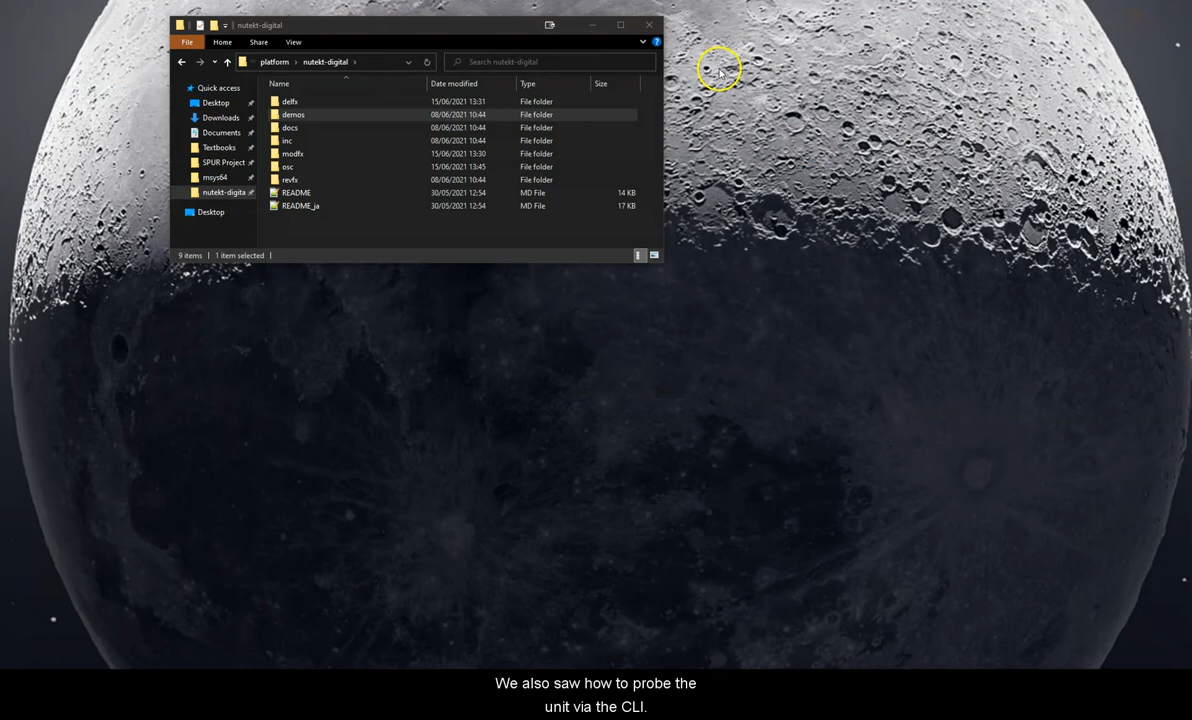 nutekt-digital
File Home Share View
platform > nutekt-digital > Search nutekt-digital
Name Date modified Type Size
Quick access
Desktop
Downloads
Documents
Textbooks
SPUR Project
msys64
nutekt-digita
Desktop
delfx 15/06/2021 13:31 File folder
demos 08/06/2021 10:44 File folder
docs 08/06/2021 10:44 File folder
inc 08/06/2021 10:44 File folder
modfx 15/06/2021 13:30 File folder
osc 15/06/2021 13:45 File folder
revfx 08/06/2021 10:44 File folder
README 30/05/2021 12:54 MD File 14 KB
README_ja 30/05/2021 12:54 MD File 17 KB
9 items 1 item selected
We also saw how to probe the
unit via the CLI.